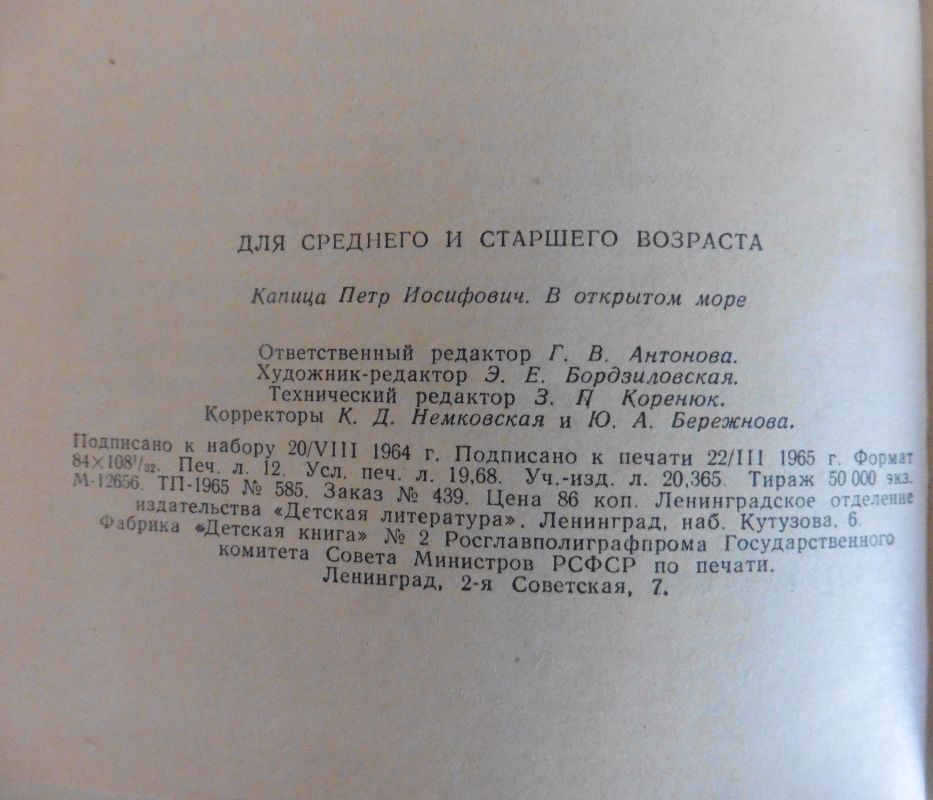 ДЛЯ СРЕДНЕГО И СТАРШЕГО ВОЗРАСТА
Капица Петр Иосифович. В открытом море
Ответственный редактор Г. В. Антонова.
Художник-редактор Э. Е. Бордзиловская.
Технический редактор З. П Коренюк.
Корректоры К. Д. Немковская и Ю. А. Бережнова.
Подписано к набору 20/VIII 1964 г. Подписано к печати 22/III 1965 г. Формат
84×108¹/₃₂. Печ. л. 12. Усл. печ. л. 19,68. Уч.-изд. л. 20,365. Тираж 50 000 экз.
М-12656. ТП-1965 № 585. Заказ № 439. Цена 86 коп. Ленинградское отделение
издательства «Детская литература». Ленинград, наб. Кутузова, 6.
Фабрика «Детская книга» № 2 Росглавполиграфпрома Государственного
комитета Совета Министров РСФСР по печати.
Ленинград, 2-я Советская, 7.